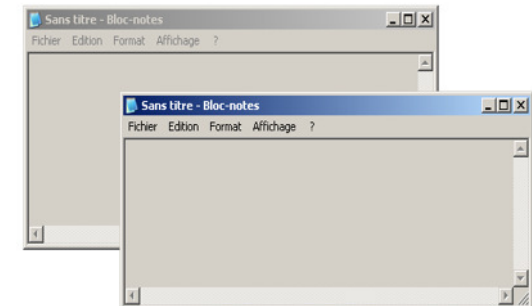 Sans titre - Bloc-notes
Fichier Edition Format Affichage ?
Sans titre - Bloc-notes
Fichier Edition Format Affichage ?